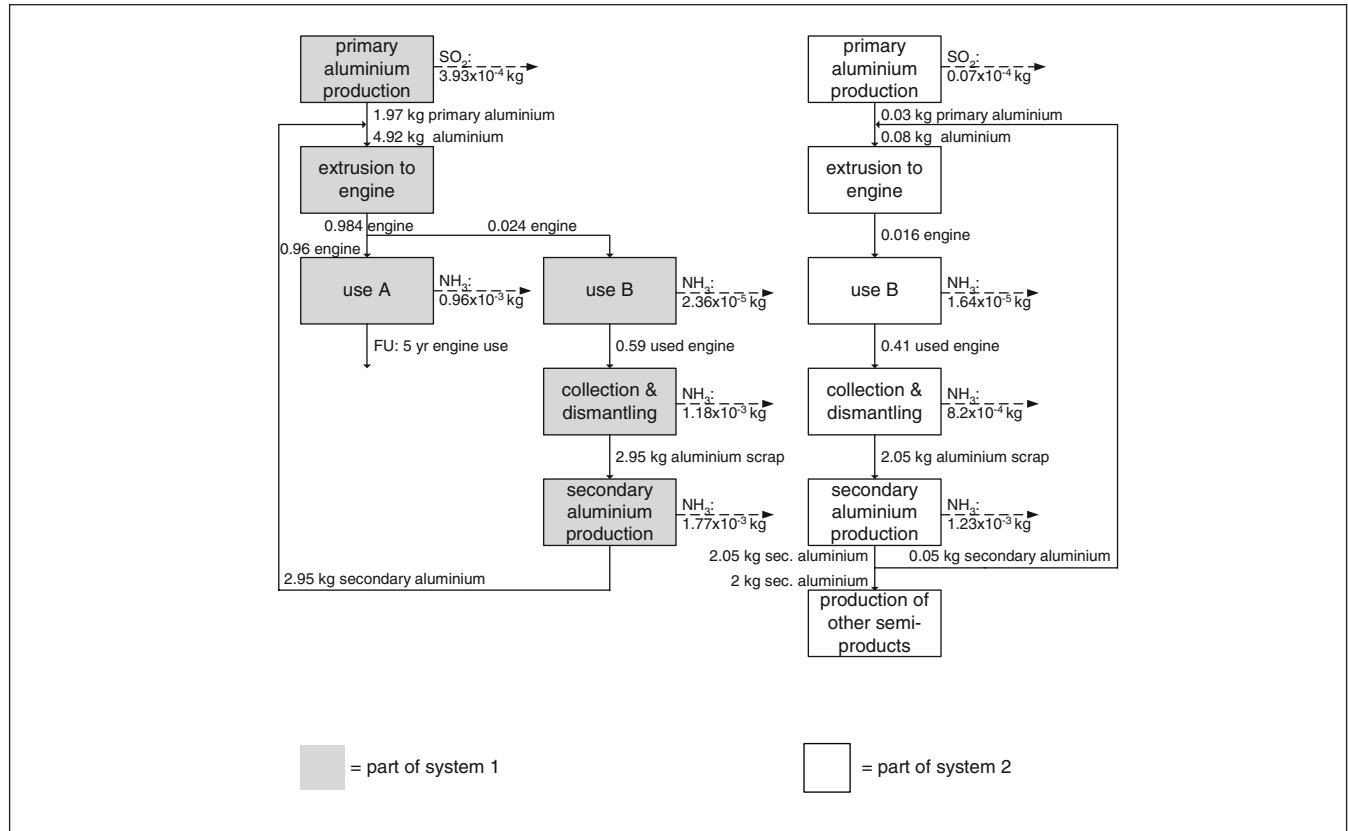 primary
aluminium
production
SO₂:
3.93x10⁻⁴ kg
1.97 kg primary aluminium
4.92 kg aluminium
extrusion to
engine
0.984 engine
0.024 engine
0.96 engine
use A
NH₃:
0.96x10⁻³ kg
FU: 5 yr engine use
use B
NH₃:
2.36x10⁻⁵ kg
0.59 used engine
collection &
dismantling
NH₃:
1.18x10⁻³ kg
2.95 kg aluminium scrap
secondary
aluminium
production
NH₃:
1.77x10⁻³ kg
2.95 kg secondary aluminium
primary
aluminium
production
SO₂:
0.07x10⁻⁴ kg
0.03 kg primary aluminium
0.08 kg aluminium
extrusion to
engine
0.016 engine
use B
NH₃:
1.64x10⁻⁵ kg
0.41 used engine
collection &
dismantling
NH₃:
8.2x10⁻⁴ kg
2.05 kg aluminium scrap
secondary
aluminium
production
NH₃:
1.23x10⁻³ kg
2.05 kg sec. aluminium
0.05 kg secondary aluminium
2 kg sec. aluminium
production of
other semi-
products
= part of system 1
= part of system 2